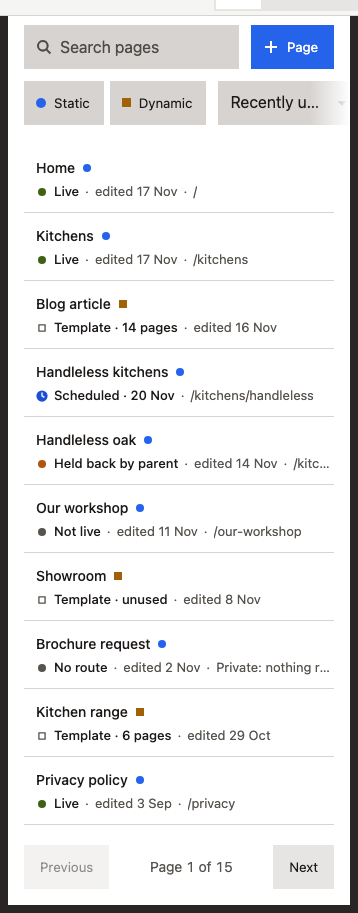 Search pages
+ Page
Static
Dynamic
Recently u...
Home
Live · edited 17 Nov · /
Kitchens
Live · edited 17 Nov · /kitchens
Blog article
Template · 14 pages · edited 16 Nov
Handleless kitchens
Scheduled · 20 Nov · /kitchens/handleless
Handleless oak
Held back by parent · edited 14 Nov · /kitc...
Our workshop
Not live · edited 11 Nov · /our-workshop
Showroom
Template · unused · edited 8 Nov
Brochure request
No route · edited 2 Nov · Private: nothing r...
Kitchen range
Template · 6 pages · edited 29 Oct
Privacy policy
Live · edited 3 Sep · /privacy
Previous
Page 1 of 15
Next